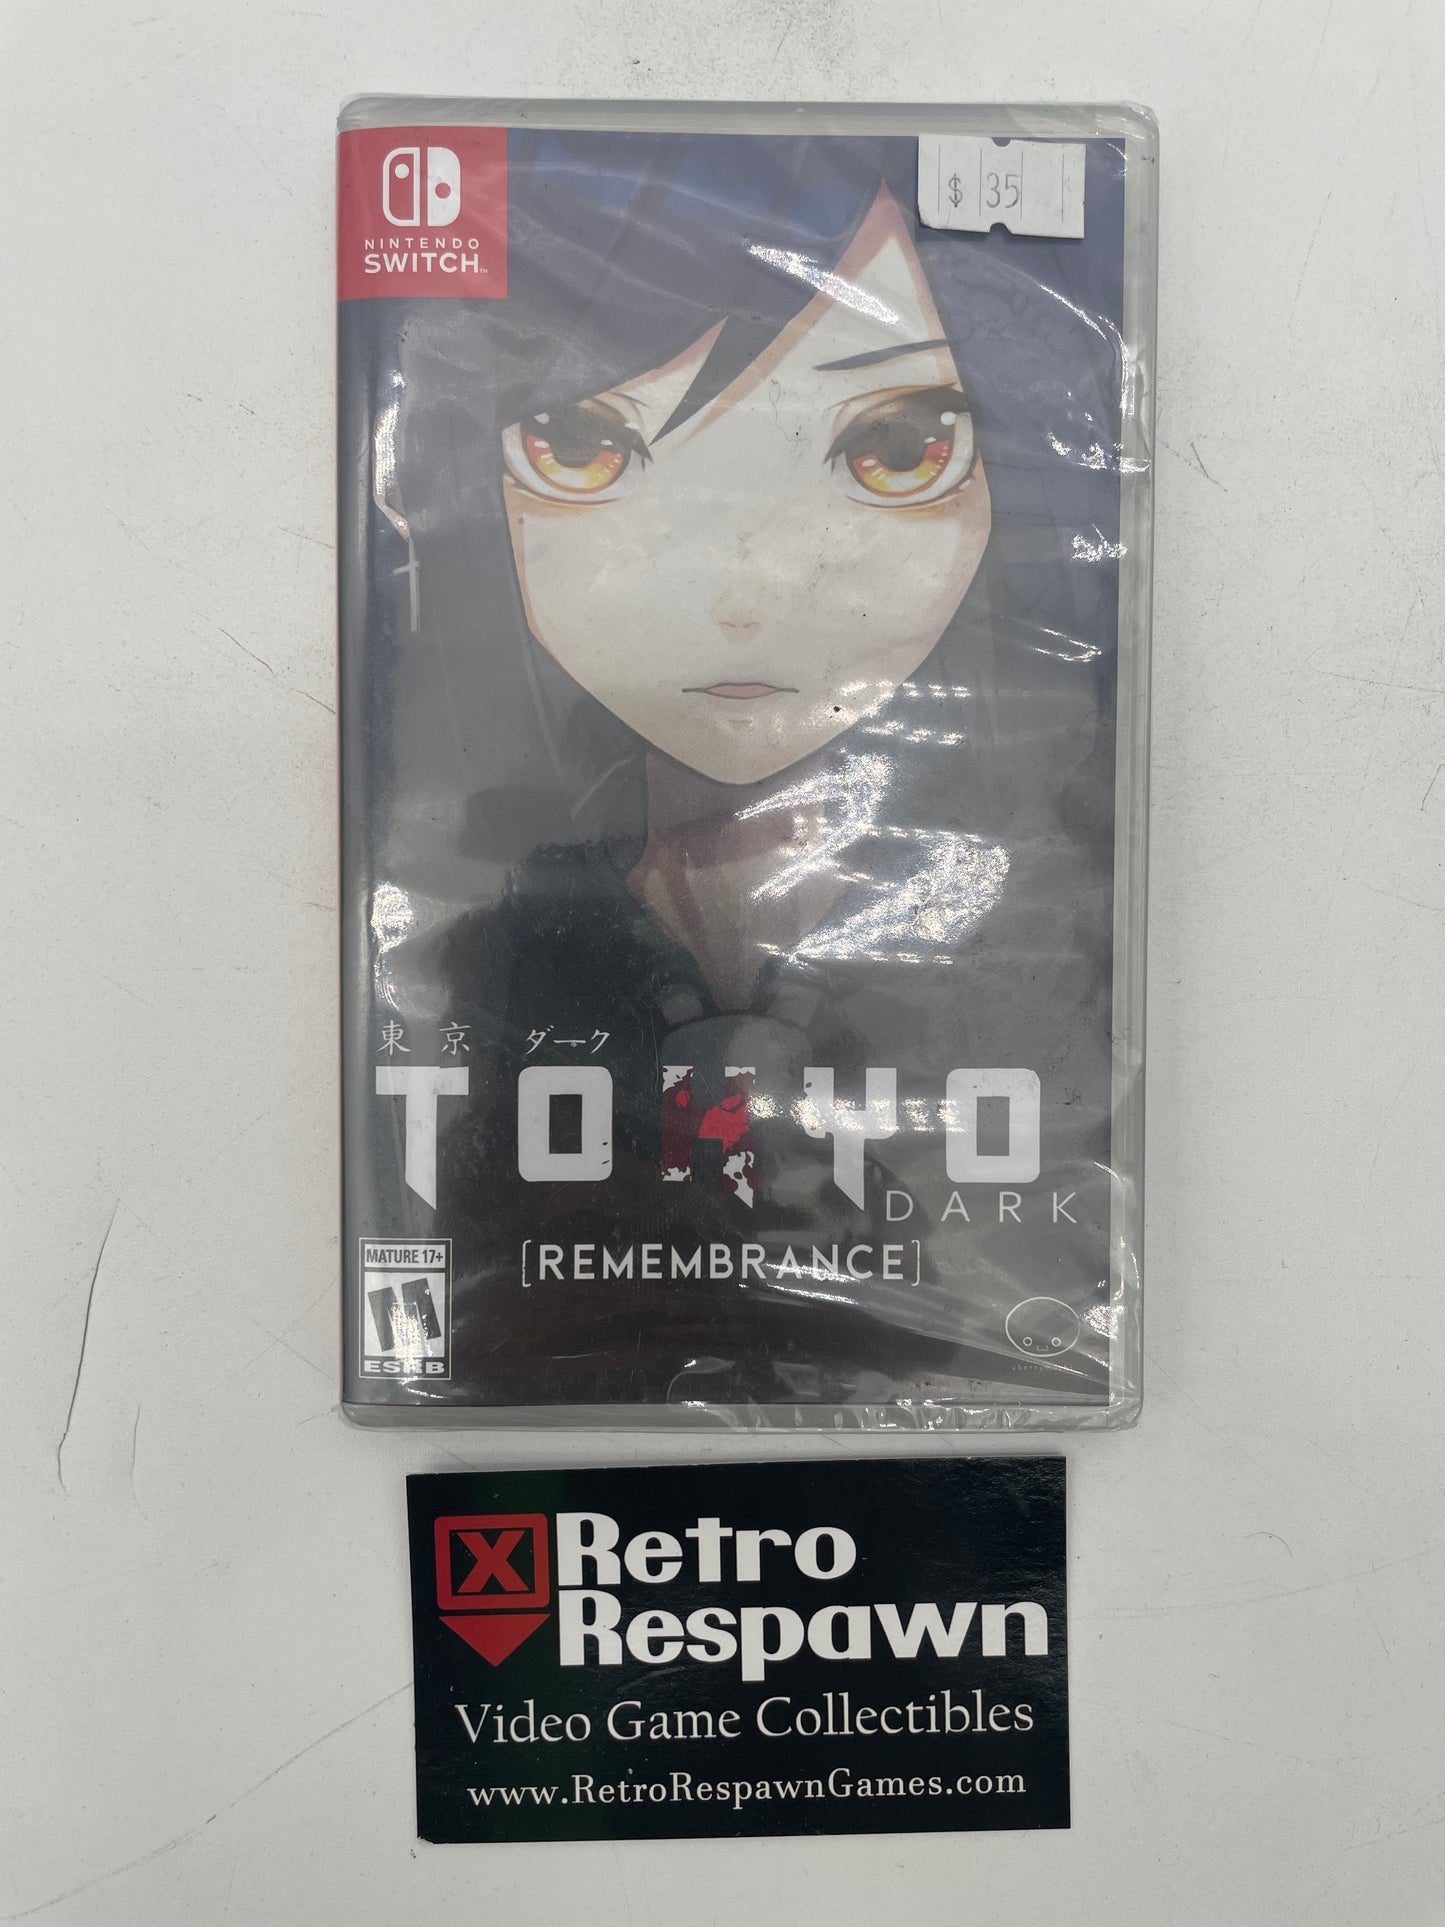 NINTENDO
SWITCH™
$ 35
東京 ダーク
TOKYO
DARK
[REMEMBRANCE]
MATURE 17+
M
ESRB
X Retro
Respawn
Video Game Collectibles
www.RetroRespawnGames.com